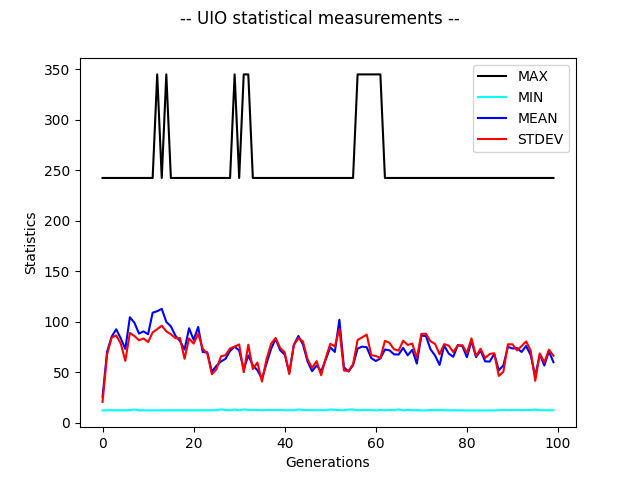 -- UIO statistical measurements --
MAX
MIN
MEAN
STDEV
Statistics
350
300
250
200
150
100
50
0
0 20 40 60 80 100
Generations